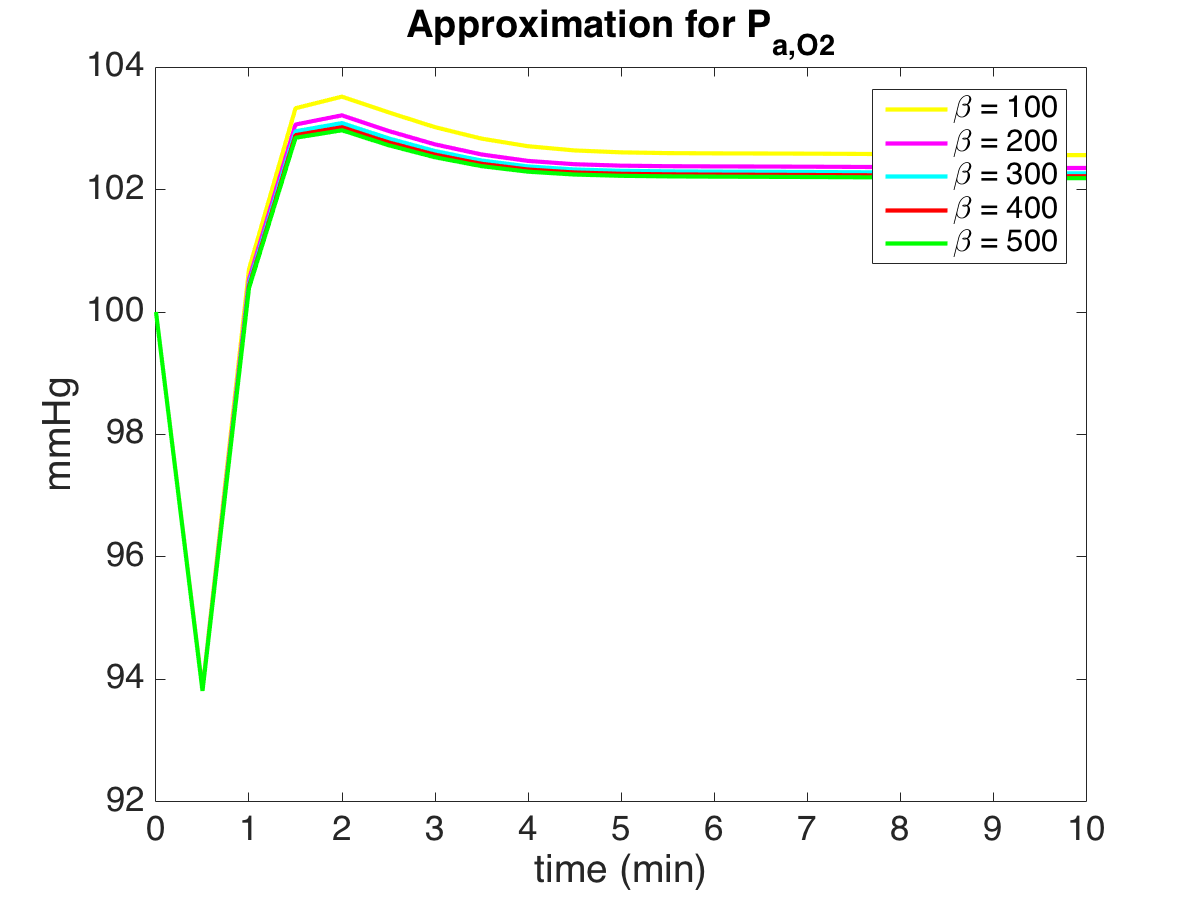 Approximation for P a,O2
104
102
100
98
96
94
92
mmHg
β = 100
β = 200
β = 300
β = 400
β = 500
0 1 2 3 4 5 6 7 8 9 10
time (min)